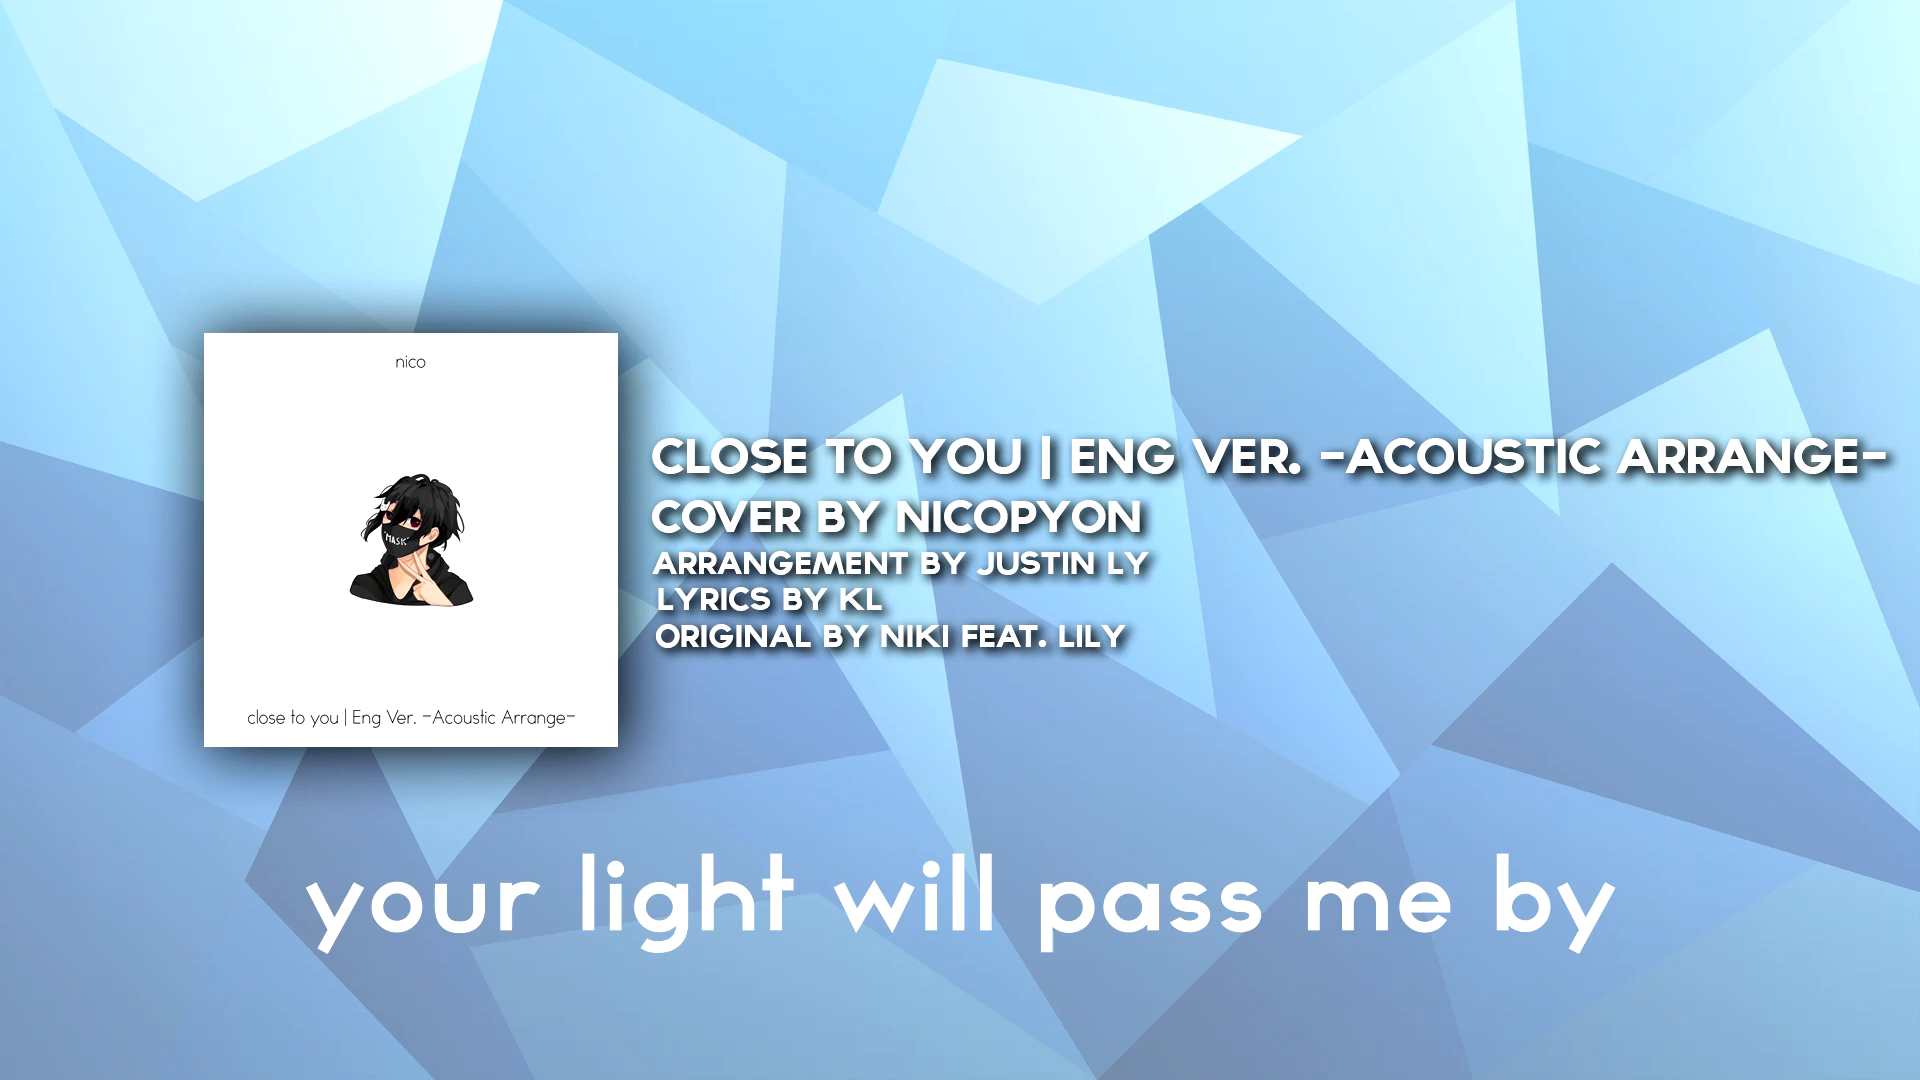 nico
"MASK"
close to you | Eng Ver. -Acoustic Arrange-
CLOSE TO YOU | ENG VER. -ACOUSTIC ARRANGE-
COVER BY NICOPYON
ARRANGEMENT BY JUSTIN LY
LYRICS BY KL
ORIGINAL BY NIKI FEAT. LILY
your light will pass me by